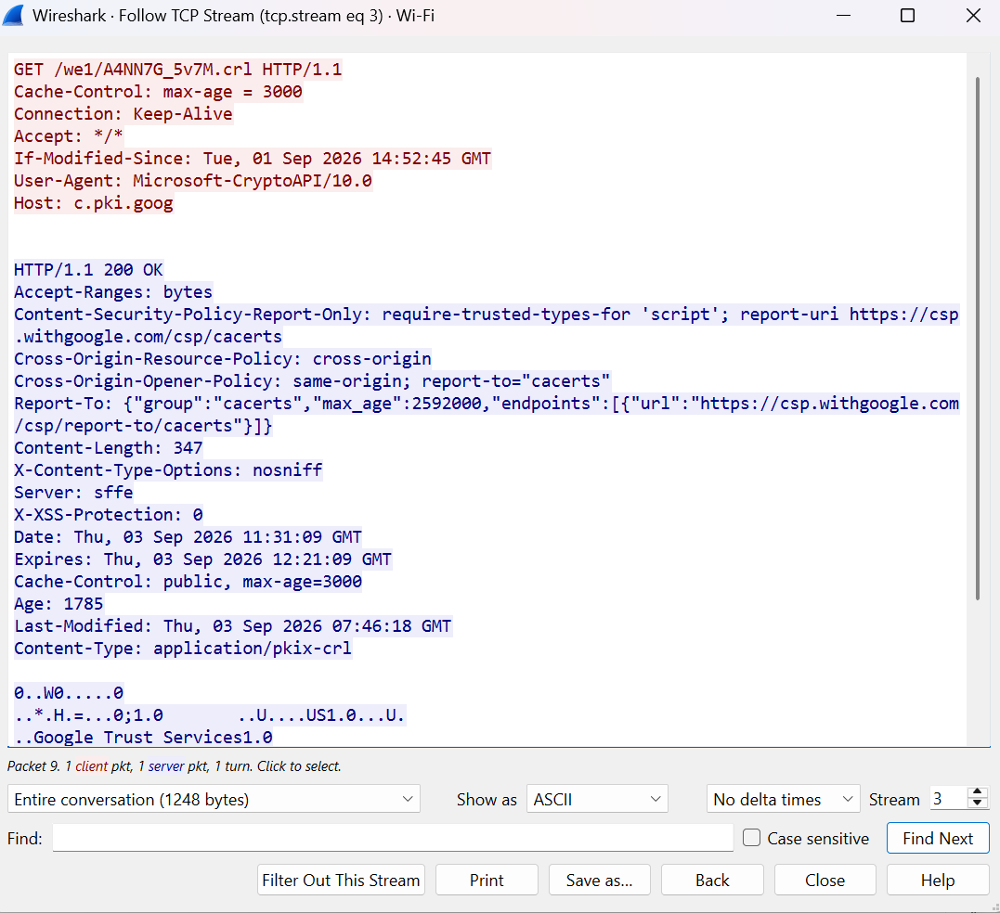 Wireshark · Follow TCP Stream (tcp.stream eq 3) · Wi-Fi
GET /we1/A4NN7G_5v7M.crl HTTP/1.1
Cache-Control: max-age = 3000
Connection: Keep-Alive
Accept: */*
If-Modified-Since: Tue, 01 Sep 2026 14:52:45 GMT
User-Agent: Microsoft-CryptoAPI/10.0
Host: c.pki.goog
HTTP/1.1 200 OK
Accept-Ranges: bytes
Content-Security-Policy-Report-Only: require-trusted-types-for 'script'; report-uri https://csp
.withgoogle.com/csp/cacerts
Cross-Origin-Resource-Policy: cross-origin
Cross-Origin-Opener-Policy: same-origin; report-to="cacerts"
Report-To: {"group":"cacerts","max_age":2592000,"endpoints":[{"url":"https://csp.withgoogle.com
/csp/report-to/cacerts"}]}
Content-Length: 347
X-Content-Type-Options: nosniff
Server: sffe
X-XSS-Protection: 0
Date: Thu, 03 Sep 2026 11:31:09 GMT
Expires: Thu, 03 Sep 2026 12:21:09 GMT
Cache-Control: public, max-age=3000
Age: 1785
Last-Modified: Thu, 03 Sep 2026 07:46:18 GMT
Content-Type: application/pkix-crl
0..W0.....0
..*.H.=...0;1.0	..U....US1.0...U.
..Google Trust Services1.0
Packet 9. 1 client pkt, 1 server pkt, 1 turn. Click to select.
Entire conversation (1248 bytes) Show as ASCII No delta times Stream 3
Find: Case sensitive Find Next
Filter Out This Stream Print Save as... Back Close Help